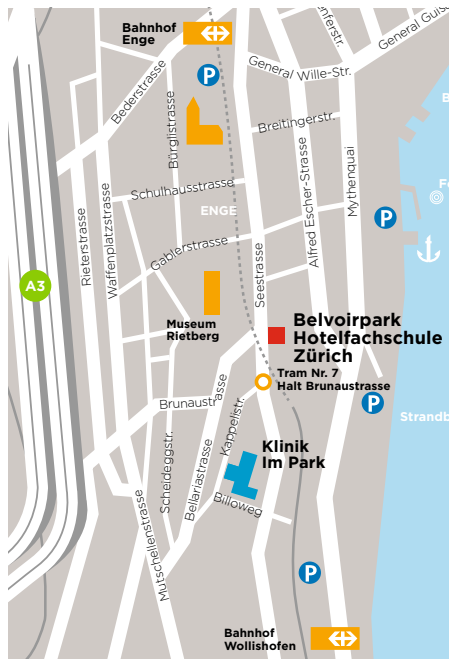 Bahnhof
Enge
General Wille-Str.
P
Bederstrasse
Bürglistrasse
Breitingerstr.
Schulhausstrasse
ENGE
Mythenquai
Alfred Escher-Strasse
P
Rieterstrasse
Waffenplatzstrasse
Gablerstrasse
Seestrasse
A3
Museum
Rietberg
Belvoirpark
Hotelfachschule
Zürich
Tram Nr. 7
Halt Brunaustrasse
Brunaustrasse
P
Strandb
Kappelistr.
Scheideggstr.
Bellariastrasse
Klinik
Im Park
Billoweg
Mutschellenstrasse
P
Bahnhof
Wollishofen